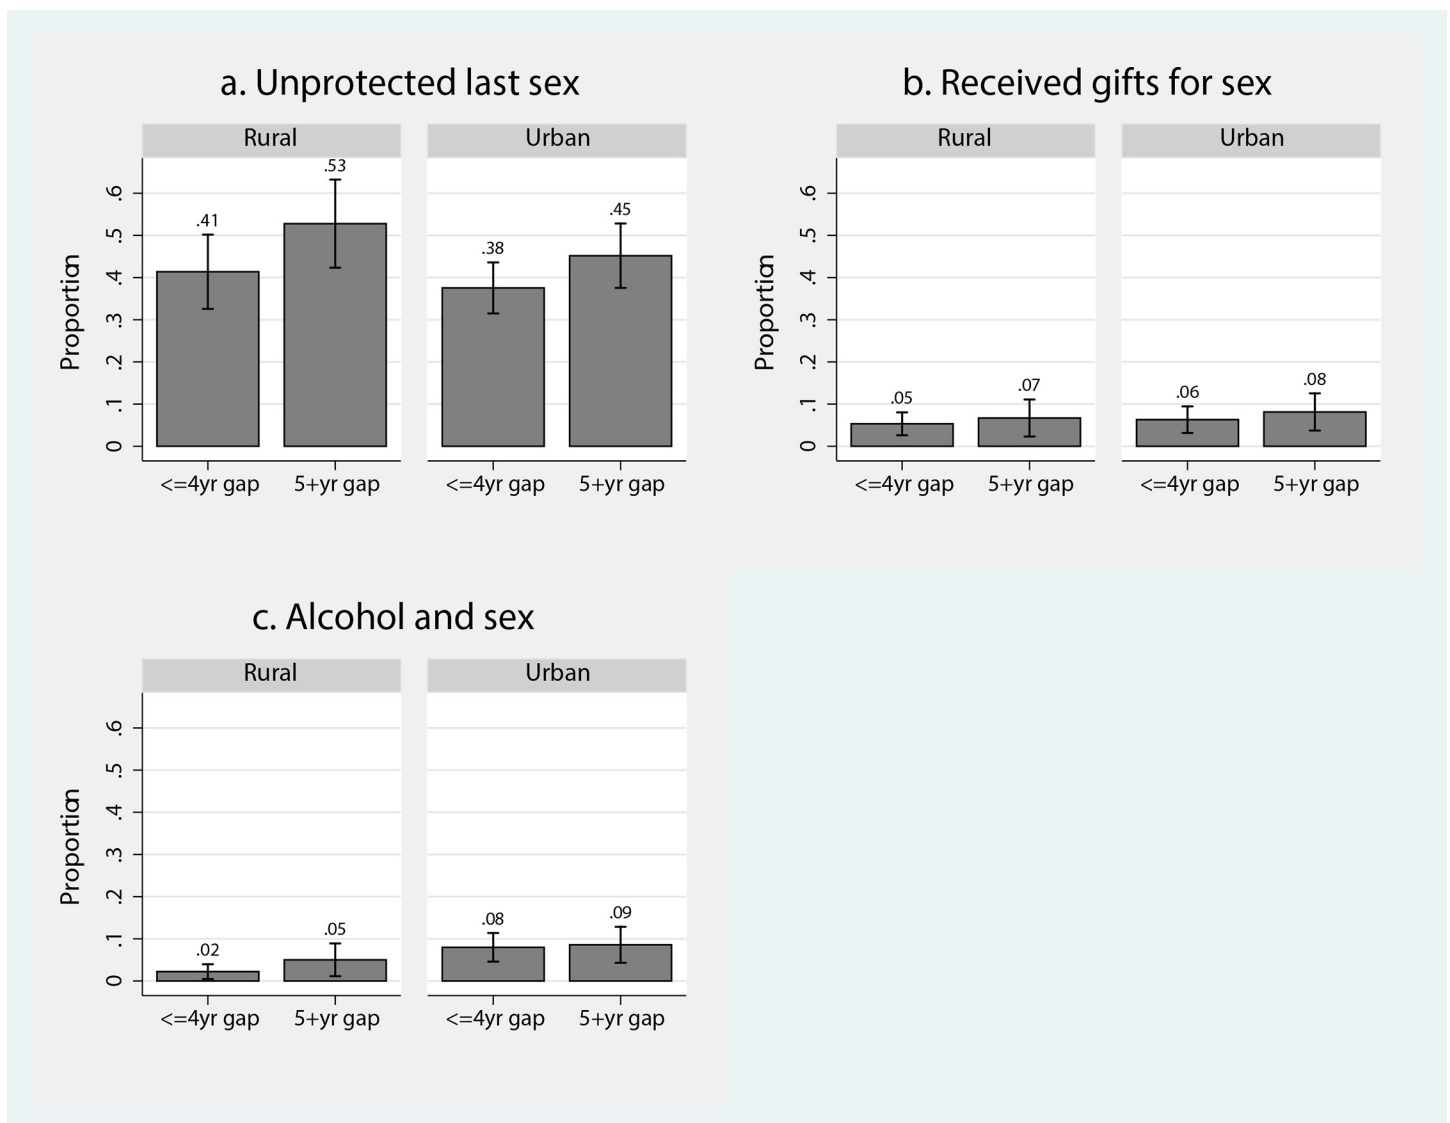 a. Unprotected last sex
Rural
Urban
Proportion
.6
.5
.4
.3
.2
.1
0
.41
.53
.38
.45
<=4yr gap
5+yr gap
<=4yr gap
5+yr gap
b. Received gifts for sex
Rural
Urban
Proportion
.6
.5
.4
.3
.2
.1
0
.05
.07
.06
.08
<=4yr gap
5+yr gap
<=4yr gap
5+yr gap
c. Alcohol and sex
Rural
Urban
Proportion
.6
.5
.4
.3
.2
.1
0
.02
.05
.08
.09
<=4yr gap
5+yr gap
<=4yr gap
5+yr gap